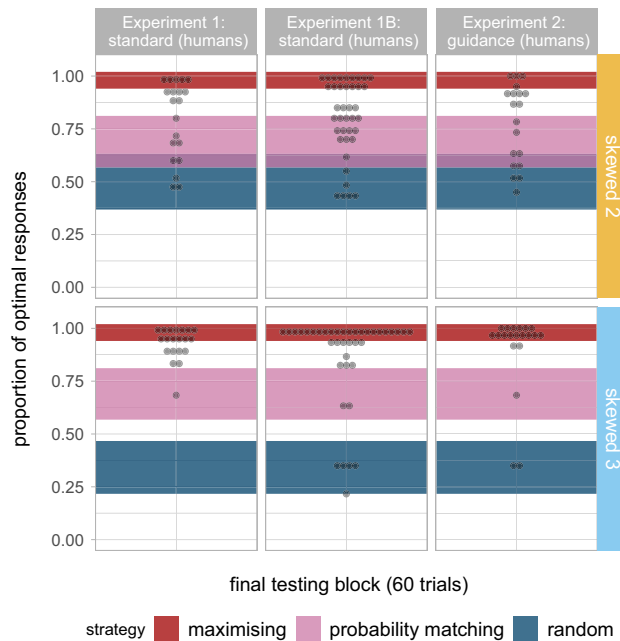 Experiment 1:
standard (humans)
Experiment 1B:
standard (humans)
Experiment 2:
guidance (humans)
1.00
0.75
0.50
0.25
0.00
skewed 2
1.00
0.75
0.50
0.25
0.00
skewed 3
proportion of optimal responses
final testing block (60 trials)
strategy maximising probability matching random